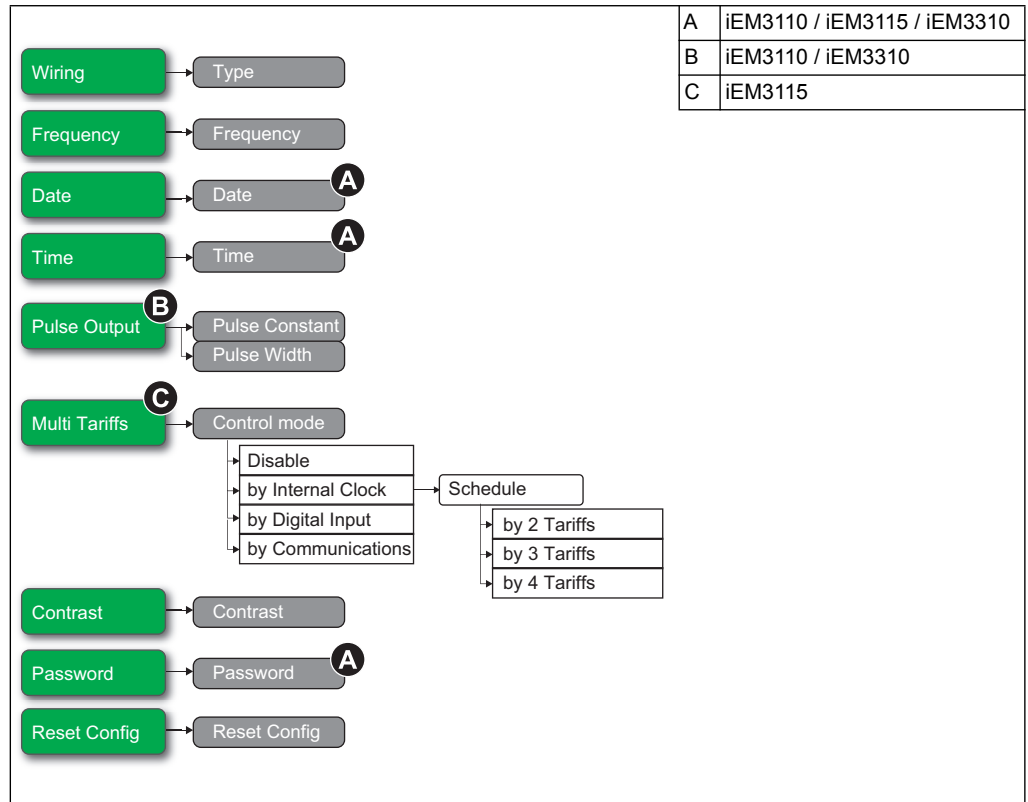 A iEM3110 / iEM3115 / iEM3310
B iEM3110 / iEM3310
C iEM3115
Wiring Type
Frequency Frequency
Date Date A
Time Time A
Pulse Output B Pulse Constant
Pulse Width
Multi Tariffs C Control mode
Disable
by Internal Clock Schedule
by Digital Input by 2 Tariffs
by Communications by 3 Tariffs
by 4 Tariffs
Contrast Contrast
Password Password A
Reset Config Reset Config